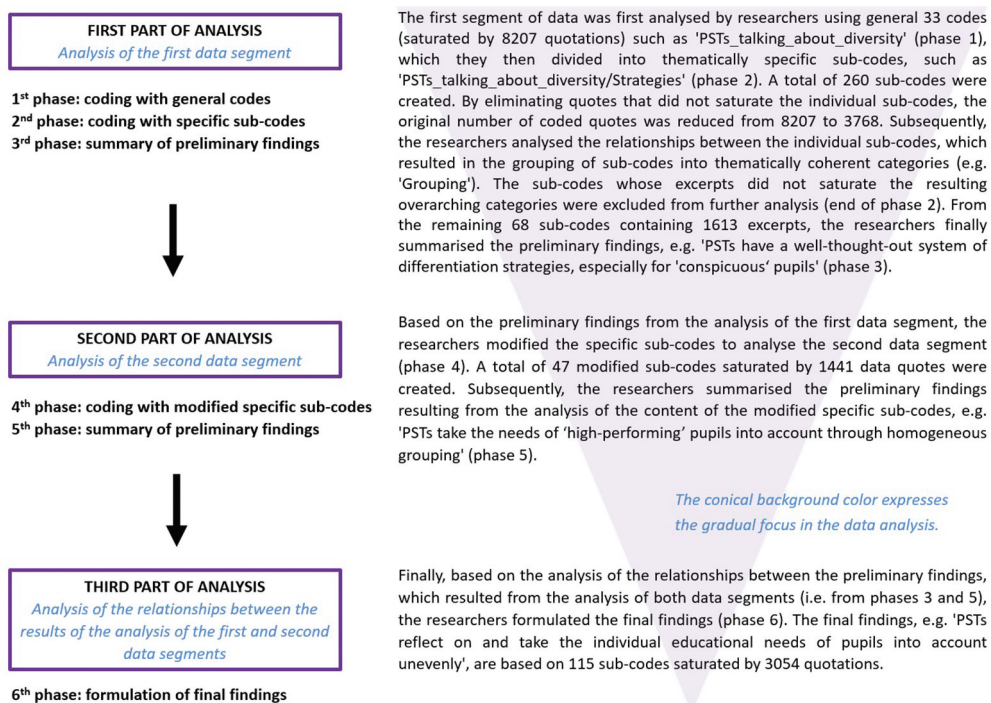 FIRST PART OF ANALYSIS
Analysis of the first data segment
1st phase: coding with general codes
2nd phase: coding with specific sub-codes
3rd phase: summary of preliminary findings
The first segment of data was first analysed by researchers using general 33 codes
(saturated by 8207 quotations) such as 'PSTs_talking_about_diversity' (phase 1),
which they then divided into thematically specific sub-codes, such as
'PSTs_talking_about_diversity/Strategies' (phase 2). A total of 260 sub-codes were
created. By eliminating quotes that did not saturate the individual sub-codes, the
original number of coded quotes was reduced from 8207 to 3768. Subsequently,
the researchers analysed the relationships between the individual sub-codes, which
resulted in the grouping of sub-codes into thematically coherent categories (e.g.
'Grouping'). The sub-codes whose excerpts did not saturate the resulting
overarching categories were excluded from further analysis (end of phase 2). From
the remaining 68 sub-codes containing 1613 excerpts, the researchers finally
summarised the preliminary findings, e.g. 'PSTs have a well-thought-out system of
differentiation strategies, especially for 'conspicuous‘ pupils' (phase 3).
SECOND PART OF ANALYSIS
Analysis of the second data segment
4th phase: coding with modified specific sub-codes
5th phase: summary of preliminary findings
Based on the preliminary findings from the analysis of the first data segment, the
researchers modified the specific sub-codes to analyse the second data segment
(phase 4). A total of 47 modified sub-codes saturated by 1441 data quotes were
created. Subsequently, the researchers summarised the preliminary findings
resulting from the analysis of the content of the modified specific sub-codes, e.g.
'PSTs take the needs of ‘high-performing’ pupils into account through homogeneous
grouping' (phase 5).
The conical background color expresses
the gradual focus in the data analysis.
THIRD PART OF ANALYSIS
Analysis of the relationships between the
results of the analysis of the first and second
data segments
6th phase: formulation of final findings
Finally, based on the analysis of the relationships between the preliminary findings,
which resulted from the analysis of both data segments (i.e. from phases 3 and 5),
the researchers formulated the final findings (phase 6). The final findings, e.g. 'PSTs
reflect on and take the individual educational needs of pupils into account
unevenly', are based on 115 sub-codes saturated by 3054 quotations.